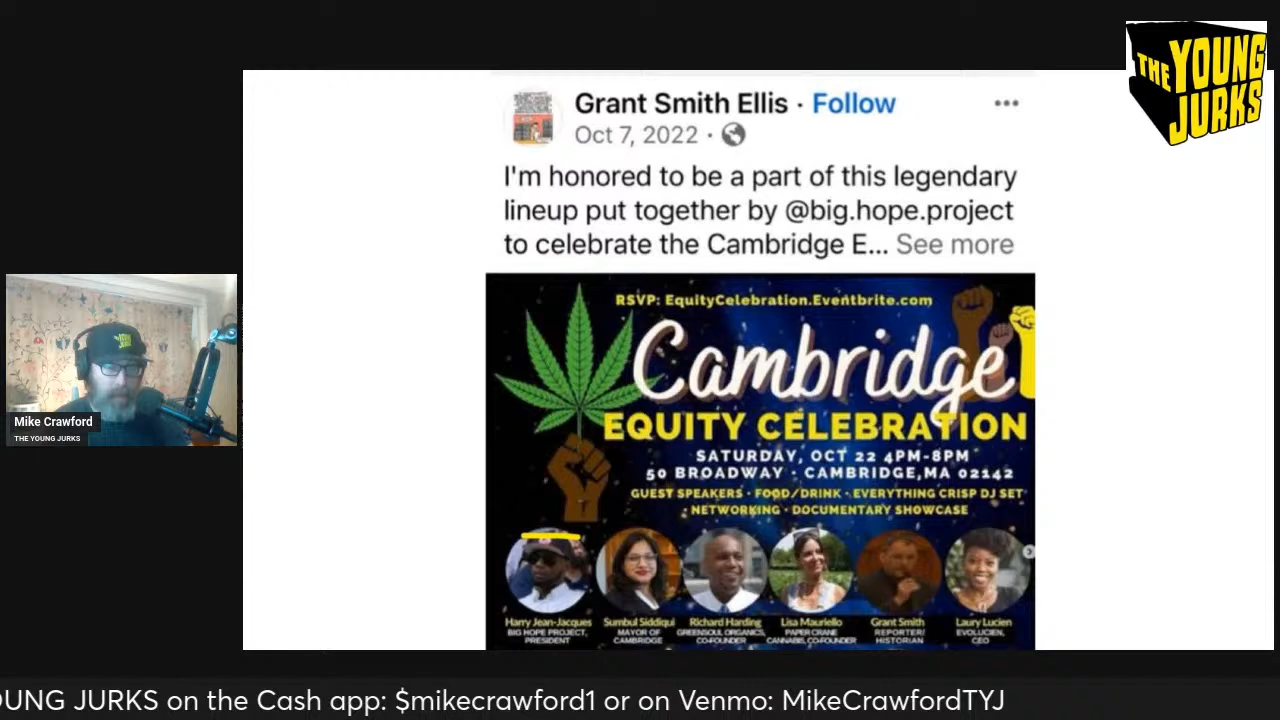 THE YOUNG JURKS
Grant Smith Ellis · Follow
Oct 7, 2022 ·
I'm honored to be a part of this legendary
lineup put together by @big.hope.project
to celebrate the Cambridge E... See more
RSVP: EquityCelebration.Eventbrite.com
Cambridge
EQUITY CELEBRATION
SATURDAY, OCT 22 4PM-8PM
50 BROADWAY · CAMBRIDGE, MA 02142
GUEST SPEAKERS · FOOD/DRINK · EVERYTHING CRISP DJ SET
· NETWORKING · DOCUMENTARY SHOWCASE
Harry Jean-Jacques
BIG HOPE PROJECT,
PRESIDENT
Sumbul Siddiqui
MAYOR OF
CAMBRIDGE
Richard Harding
GREENSOUL ORGANICS,
CO-FOUNDER
Lisa Mauriello
PAPER CRANE
CANNABIS, CO-FOUNDER
Grant Smith
REPORTER/
HISTORIAN
Laury Lucien
EVOLUCIEN,
CEO
Mike Crawford
THE YOUNG JURKS
OUNG JURKS on the Cash app: $mikecrawford1 or on Venmo: MikeCrawfordTYJ